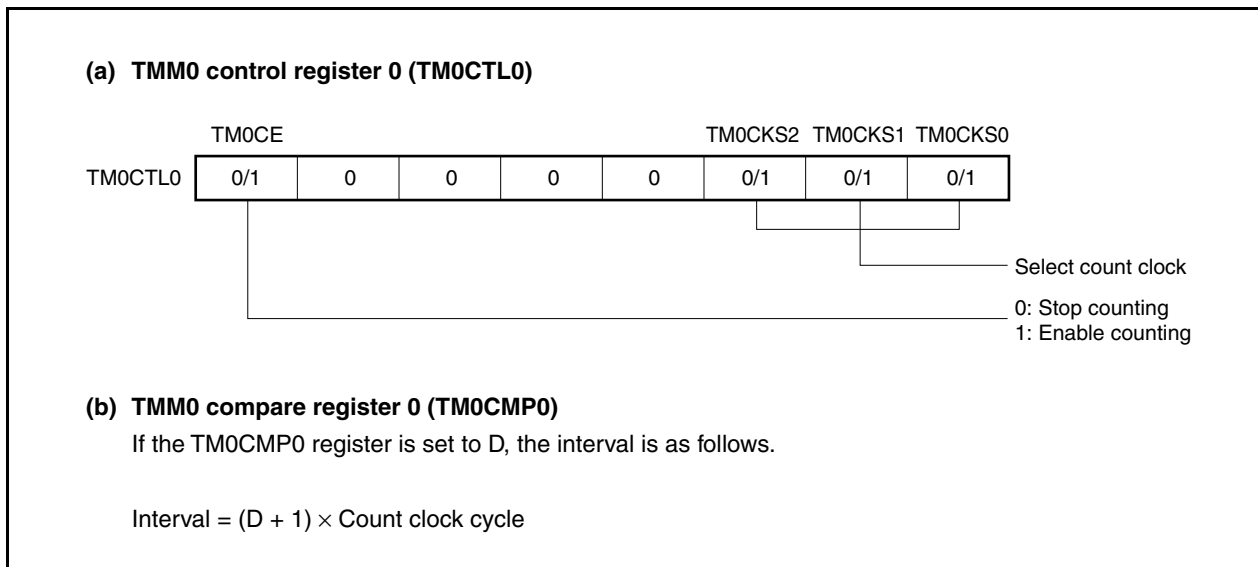 (a) TMM0 control register 0 (TM0CTL0)
TM0CE TM0CKS2 TM0CKS1 TM0CKS0
TM0CTL0 0/1 0 0 0 0 0/1 0/1 0/1
Select count clock
0: Stop counting
1: Enable counting
(b) TMM0 compare register 0 (TM0CMP0)
If the TM0CMP0 register is set to D, the interval is as follows.
Interval = (D + 1) × Count clock cycle